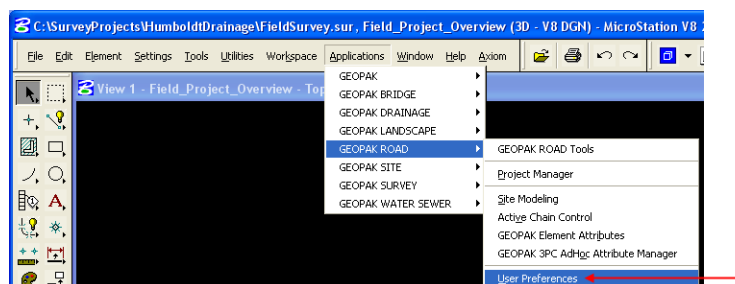 C:\SurveyProjects\HumboldtDrainage\FieldSurvey.sur, Field_Project_Overview (3D - V8 DGN) - MicroStation V8
File Edit Element Settings Tools Utilities Workspace Applications Window Help Axiom
View 1 - Field_Project_Overview - Top
GEOPAK
GEOPAK BRIDGE
GEOPAK DRAINAGE
GEOPAK LANDSCAPE
GEOPAK ROAD
GEOPAK SITE
GEOPAK SURVEY
GEOPAK WATER SEWER
GEOPAK ROAD Tools
Project Manager
Site Modeling
Active Chain Control
GEOPAK Element Attributes
GEOPAK 3PC AdHoc Attribute Manager
User Preferences